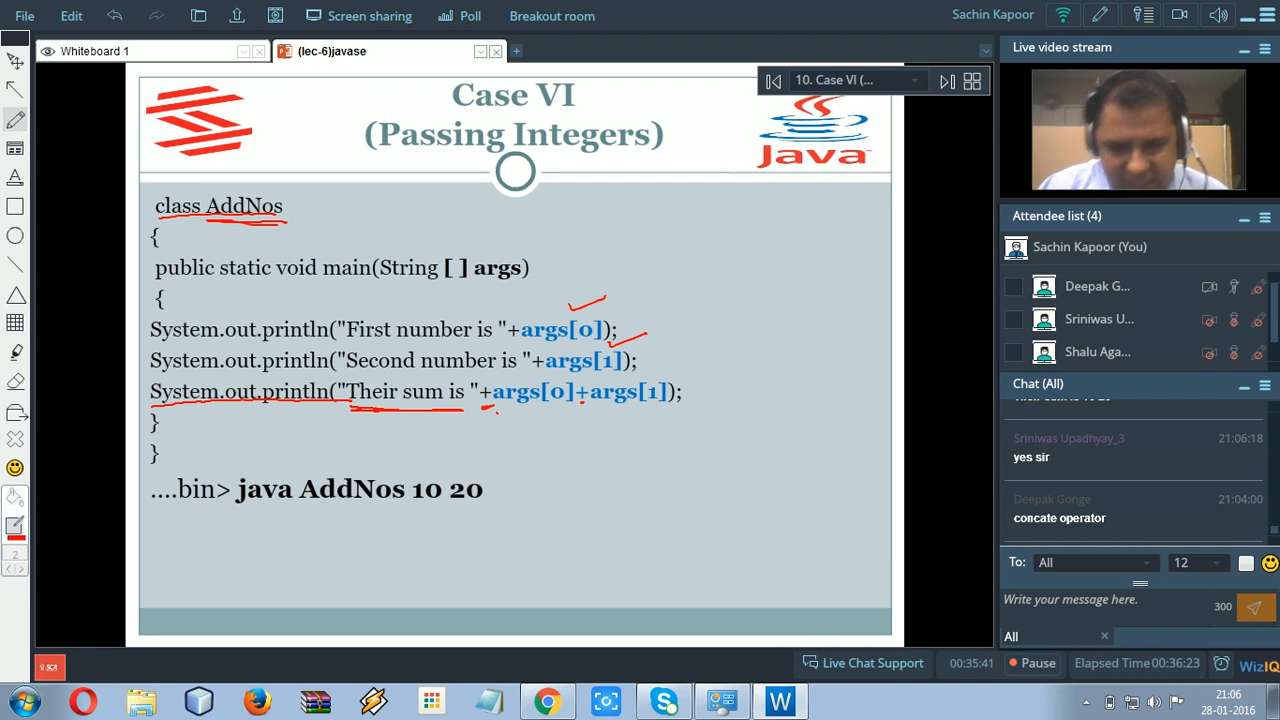 File Edit Screen sharing Poll Breakout room Sachin Kapoor
Whiteboard 1 (lec-6)javase
Live video stream
10. Case VI (...
Case VI
(Passing Integers)
Java
class AddNos
{
public static void main(String [ ] args)
{
System.out.println("First number is "+args[0]);
System.out.println("Second number is "+args[1]);
System.out.println("Their sum is "+args[0]+args[1]);
}
}
....bin> java AddNos 10 20
Attendee list (4)
Sachin Kapoor (You)
Deepak G...
Sriniwas U...
Shalu Aga...
Chat (All)
Sriniwas Upadhyay_3 21:06:18
yes sir
Deepak Gonge 21:04:00
concate operator
To: All 12
Write your message here. 300
All
2
SCA
Live Chat Support 00:35:41 Pause Elapsed Time 00:36:23 WizIQ
21:06
28-01-2016